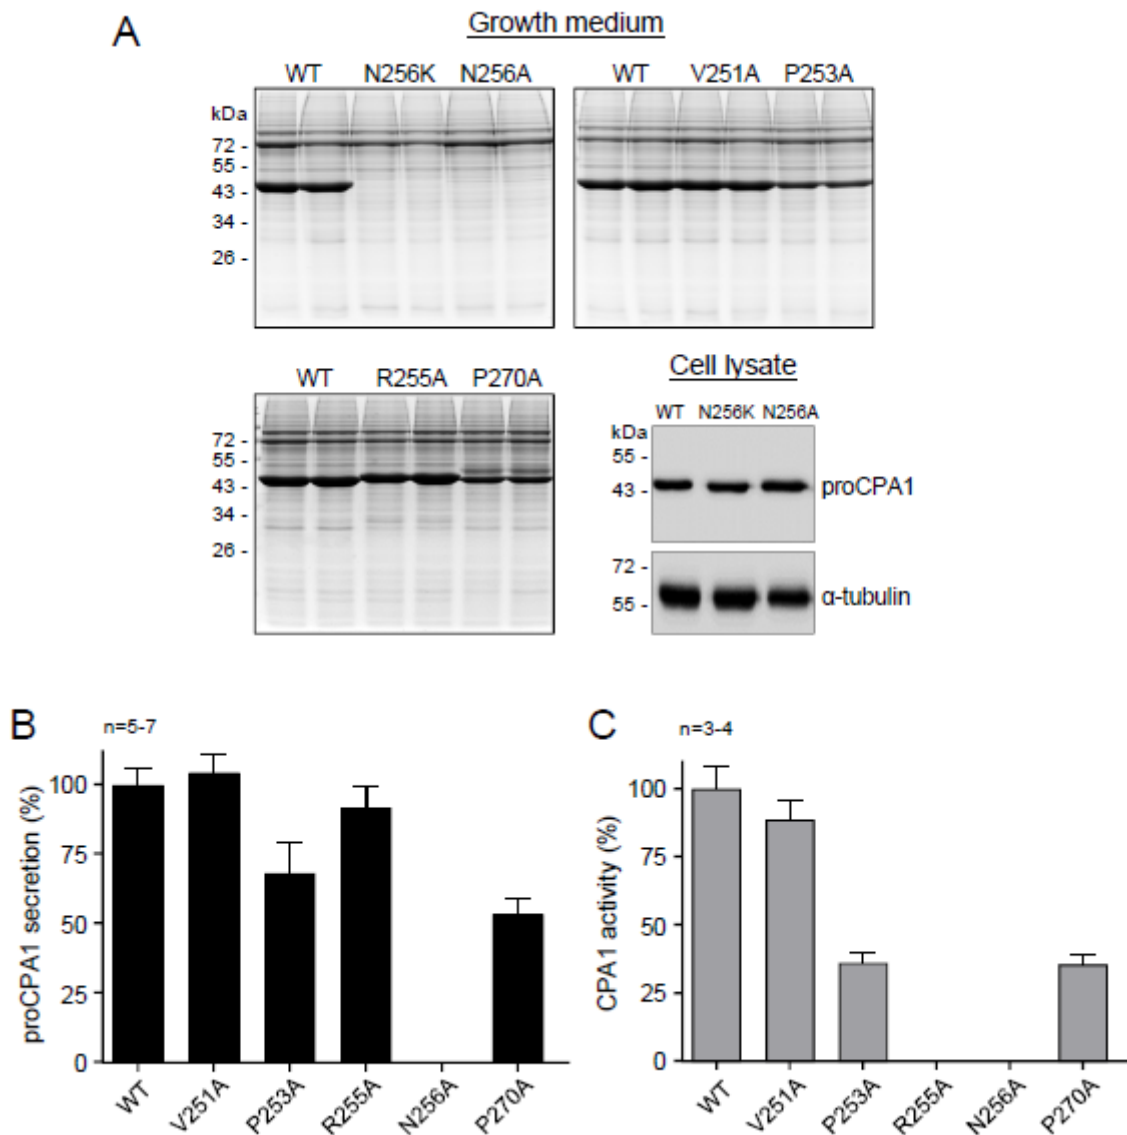 A
Growth medium
WT N256K N256A
kDa
72 -
55 -
43 -
34 -
26 -
WT V251A P253A
WT R255A P270A
72 -
55 -
43 -
34 -
26 -
Cell lysate
WT N256K N256A
kDa
55 -
43 -
proCPA1
72 -
55 -
α-tubulin
B
n=5-7
proCPA1 secretion (%)
100
75
50
25
0
WT
V251A
P253A
R255A
N256A
P270A
C
n=3-4
CPA1 activity (%)
100
75
50
25
0
WT
V251A
P253A
R255A
N256A
P270A